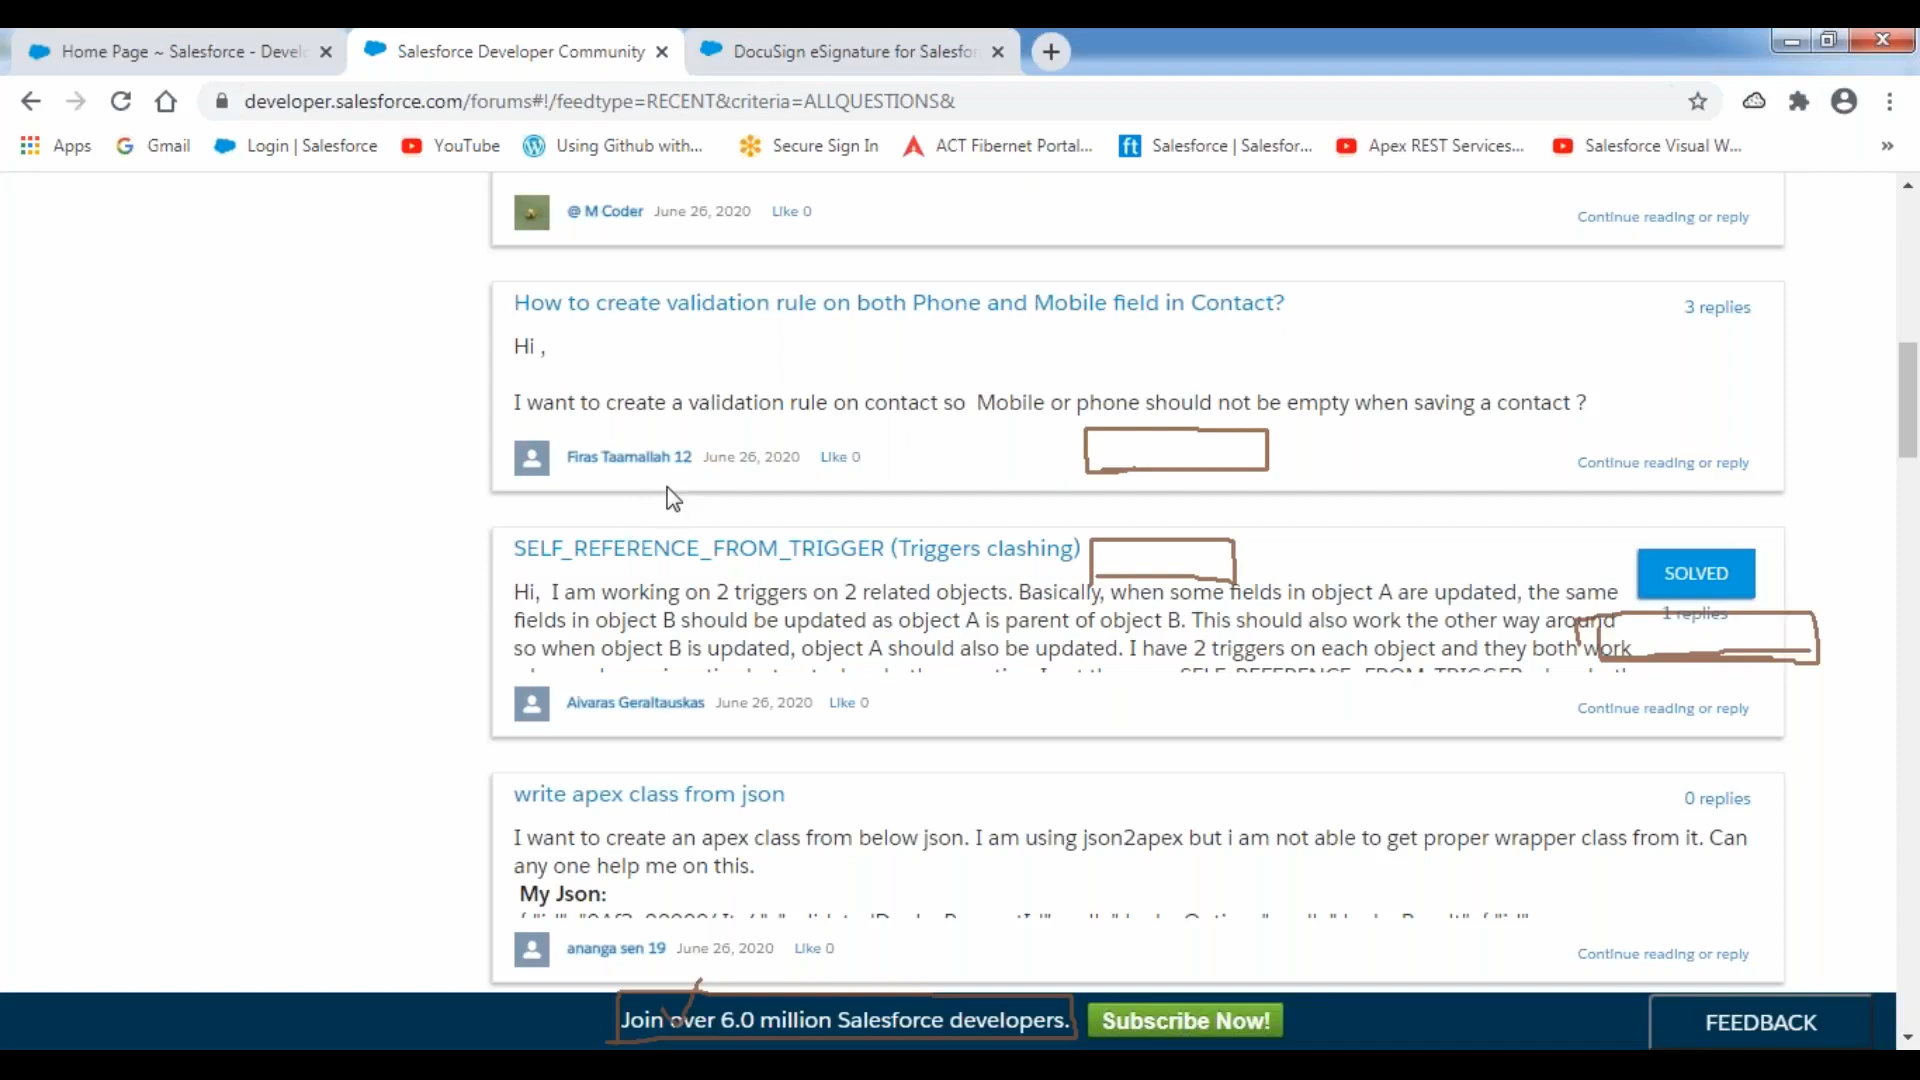 Home Page ~ Salesforce - Devel
Salesforce Developer Community
DocuSign eSignature for Salesfor
developer.salesforce.com/forums#!/feedtype=RECENT&criteria=ALLQUESTIONS&
Apps
Gmail
Login | Salesforce
YouTube
Using Github with...
Secure Sign In
ACT Fibernet Portal...
ft
Salesforce | Salesfor...
Apex REST Services...
Salesforce Visual W...
»
@ M Coder June 26, 2020 Like 0
Continue reading or reply
How to create validation rule on both Phone and Mobile field in Contact?
3 replies
Hi ,
I want to create a validation rule on contact so Mobile or phone should not be empty when saving a contact ?
Firas Taamallah 12 June 26, 2020 Like 0
Continue reading or reply
SELF_REFERENCE_FROM_TRIGGER (Triggers clashing)
SOLVED
1 replies
Hi, I am working on 2 triggers on 2 related objects. Basically, when some fields in object A are updated, the same
fields in object B should be updated as object A is parent of object B. This should also work the other way around
so when object B is updated, object A should also be updated. I have 2 triggers on each object and they both work
Aivaras Geraltauskas June 26, 2020 Like 0
Continue reading or reply
write apex class from json
0 replies
I want to create an apex class from below json. I am using json2apex but i am not able to get proper wrapper class from it. Can
any one help me on this.
My Json:
ananga sen 19 June 26, 2020 Like 0
Continue reading or reply
Join over 6.0 million Salesforce developers.
Subscribe Now!
FEEDBACK